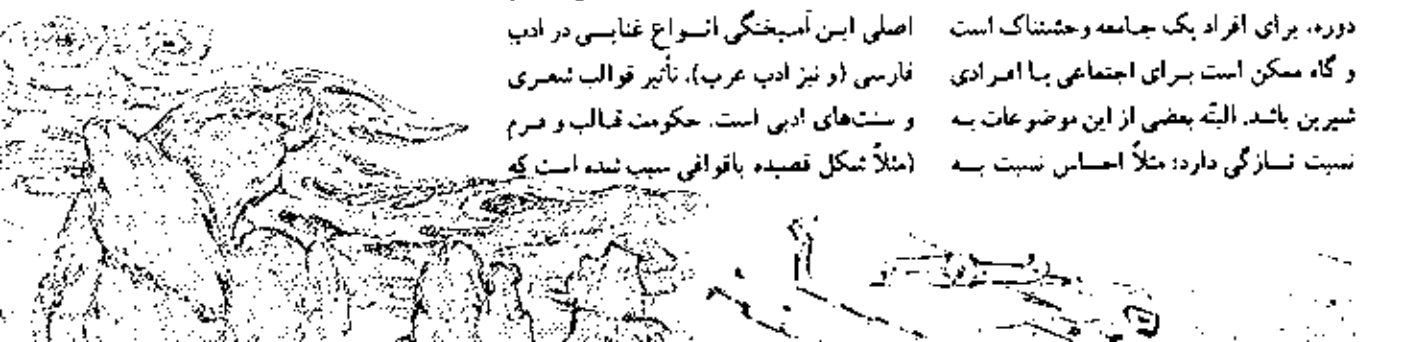 دوره، برای افراد یک جامعه وحشتناک است
و گاه ممکن است برای اجتماعی یا افرادی
شیرین باشد. البتّه بعضی از این موضوعات به
نسبت تازگی دارد؛ مثلاً احساس نسبت به
اصلی این آمیختگی انواع غنایی در ادب
فارسی (و نیز ادب عرب)، تأثیر قوالب شعری
و سنت‌های ادبی است. حکومت قالب و فرم
(مثلاً شکل قصیده باقوافی سبب شده است که